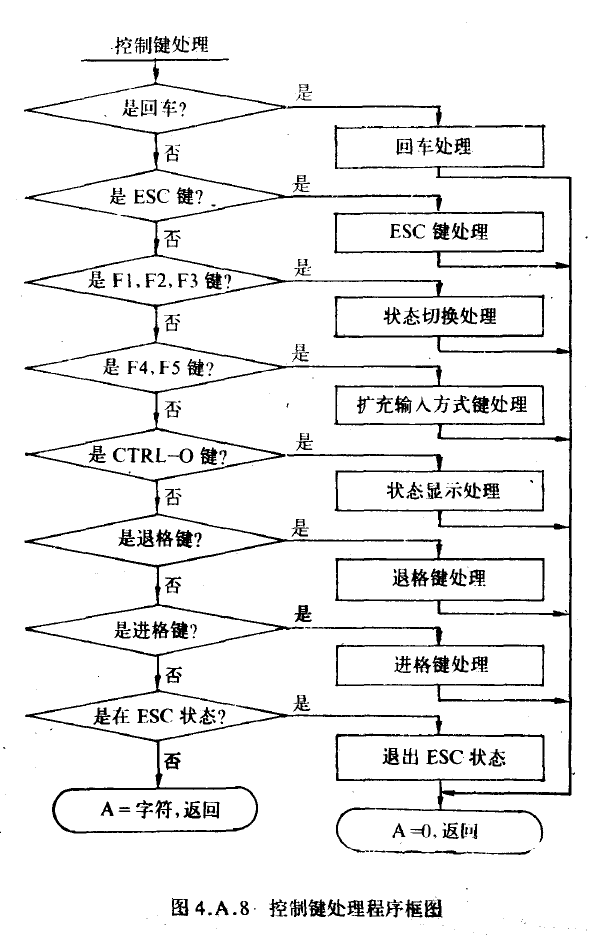 控制键处理
是回车?
是
回车处理
否
是 ESC 键?
是
ESC 键处理
否
是 F1, F2, F3 键?
是
状态切换处理
否
是 F4, F5 键?
是
扩充输入方式键处理
否
是 CTRL-O 键?
是
状态显示处理
否
是退格键?
是
退格键处理
否
是进格键?
是
进格键处理
否
是在 ESC 状态?
是
退出 ESC 状态
否
A = 字符, 返回
A =0, 返回
图 4.A.8 控制键处理程序框图